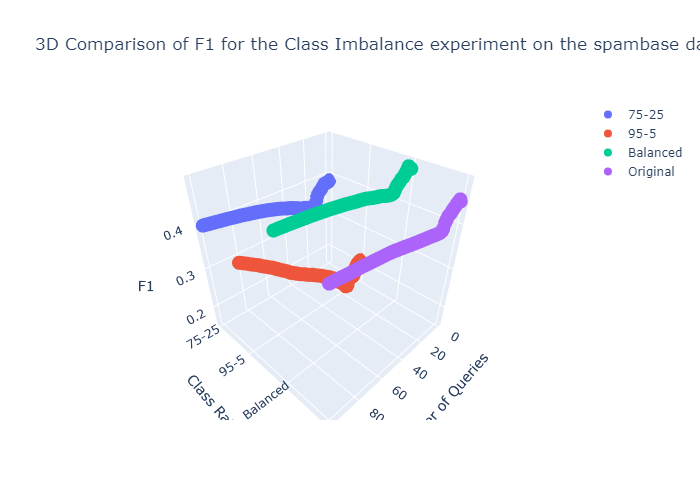 3D Comparison of F1 for the Class Imbalance experiment on the spambase da
75-25
95-5
Balanced
Original
0.4
0.3
0.2
F1
75-25
95-5
Balanced
Class Ra
0
20
40
60
80
er of Queries